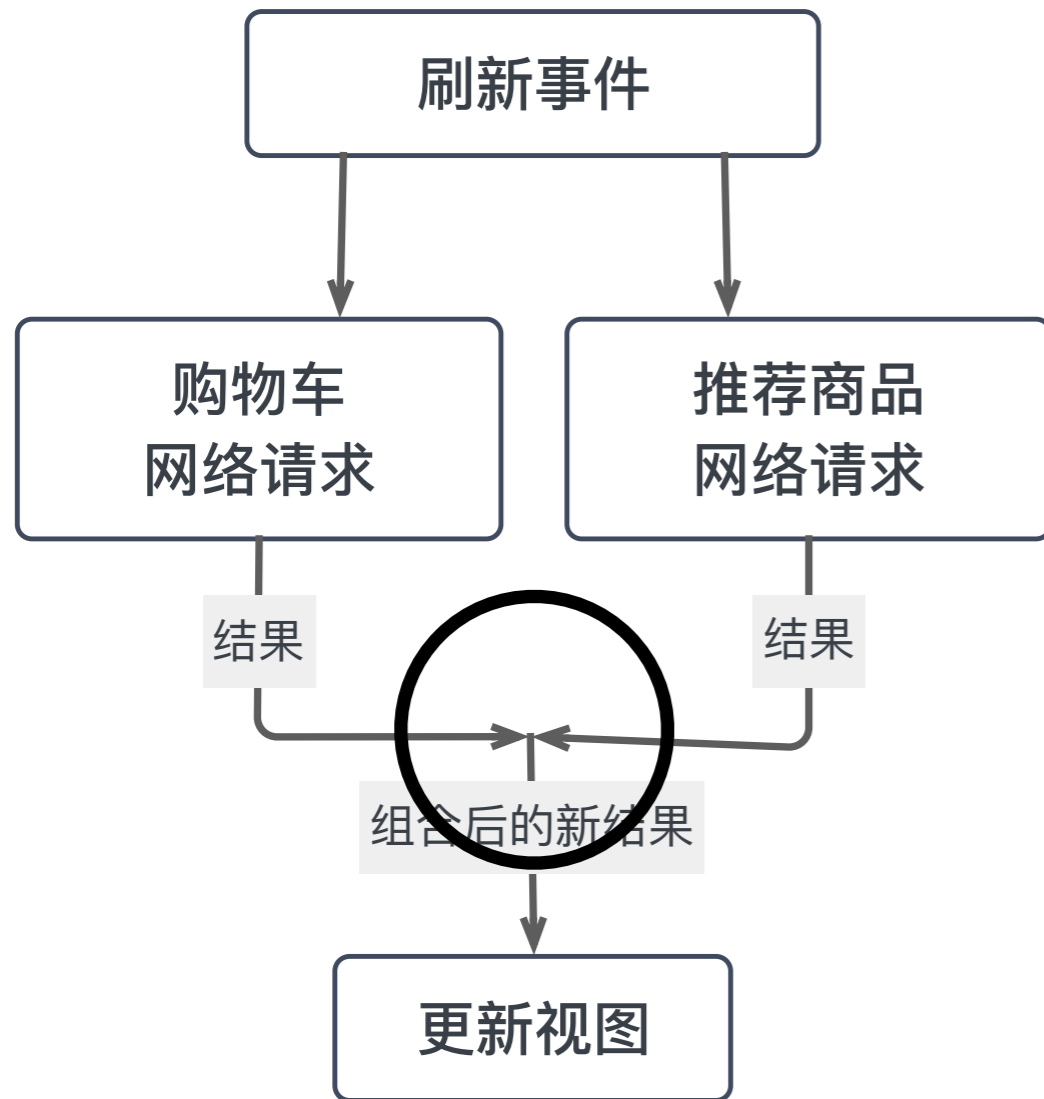 刷新事件
购物车
网络请求
推荐商品
网络请求
结果
结果
组合后的新结果
更新视图